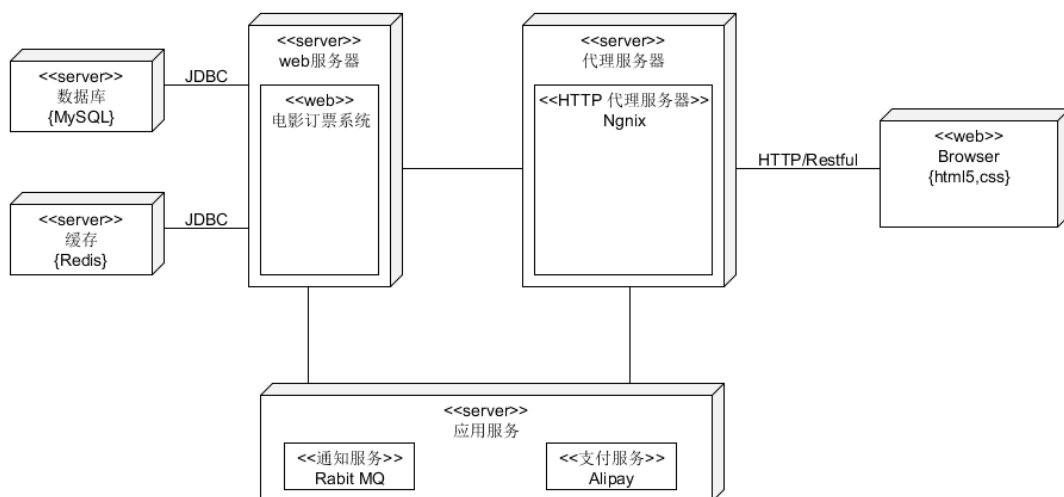 <<server>>
数据库
{MySQL}
JDBC
<<server>>
缓存
{Redis}
JDBC
<<server>>
web服务器
<<web>>
电影订票系统
<<server>>
代理服务器
<<HTTP 代理服务器>>
Ngnix
HTTP/Restful
<<web>>
Browser
{html5,css}
<<server>>
应用服务
<<通知服务>>
Rabit MQ
<<支付服务>>
Alipay